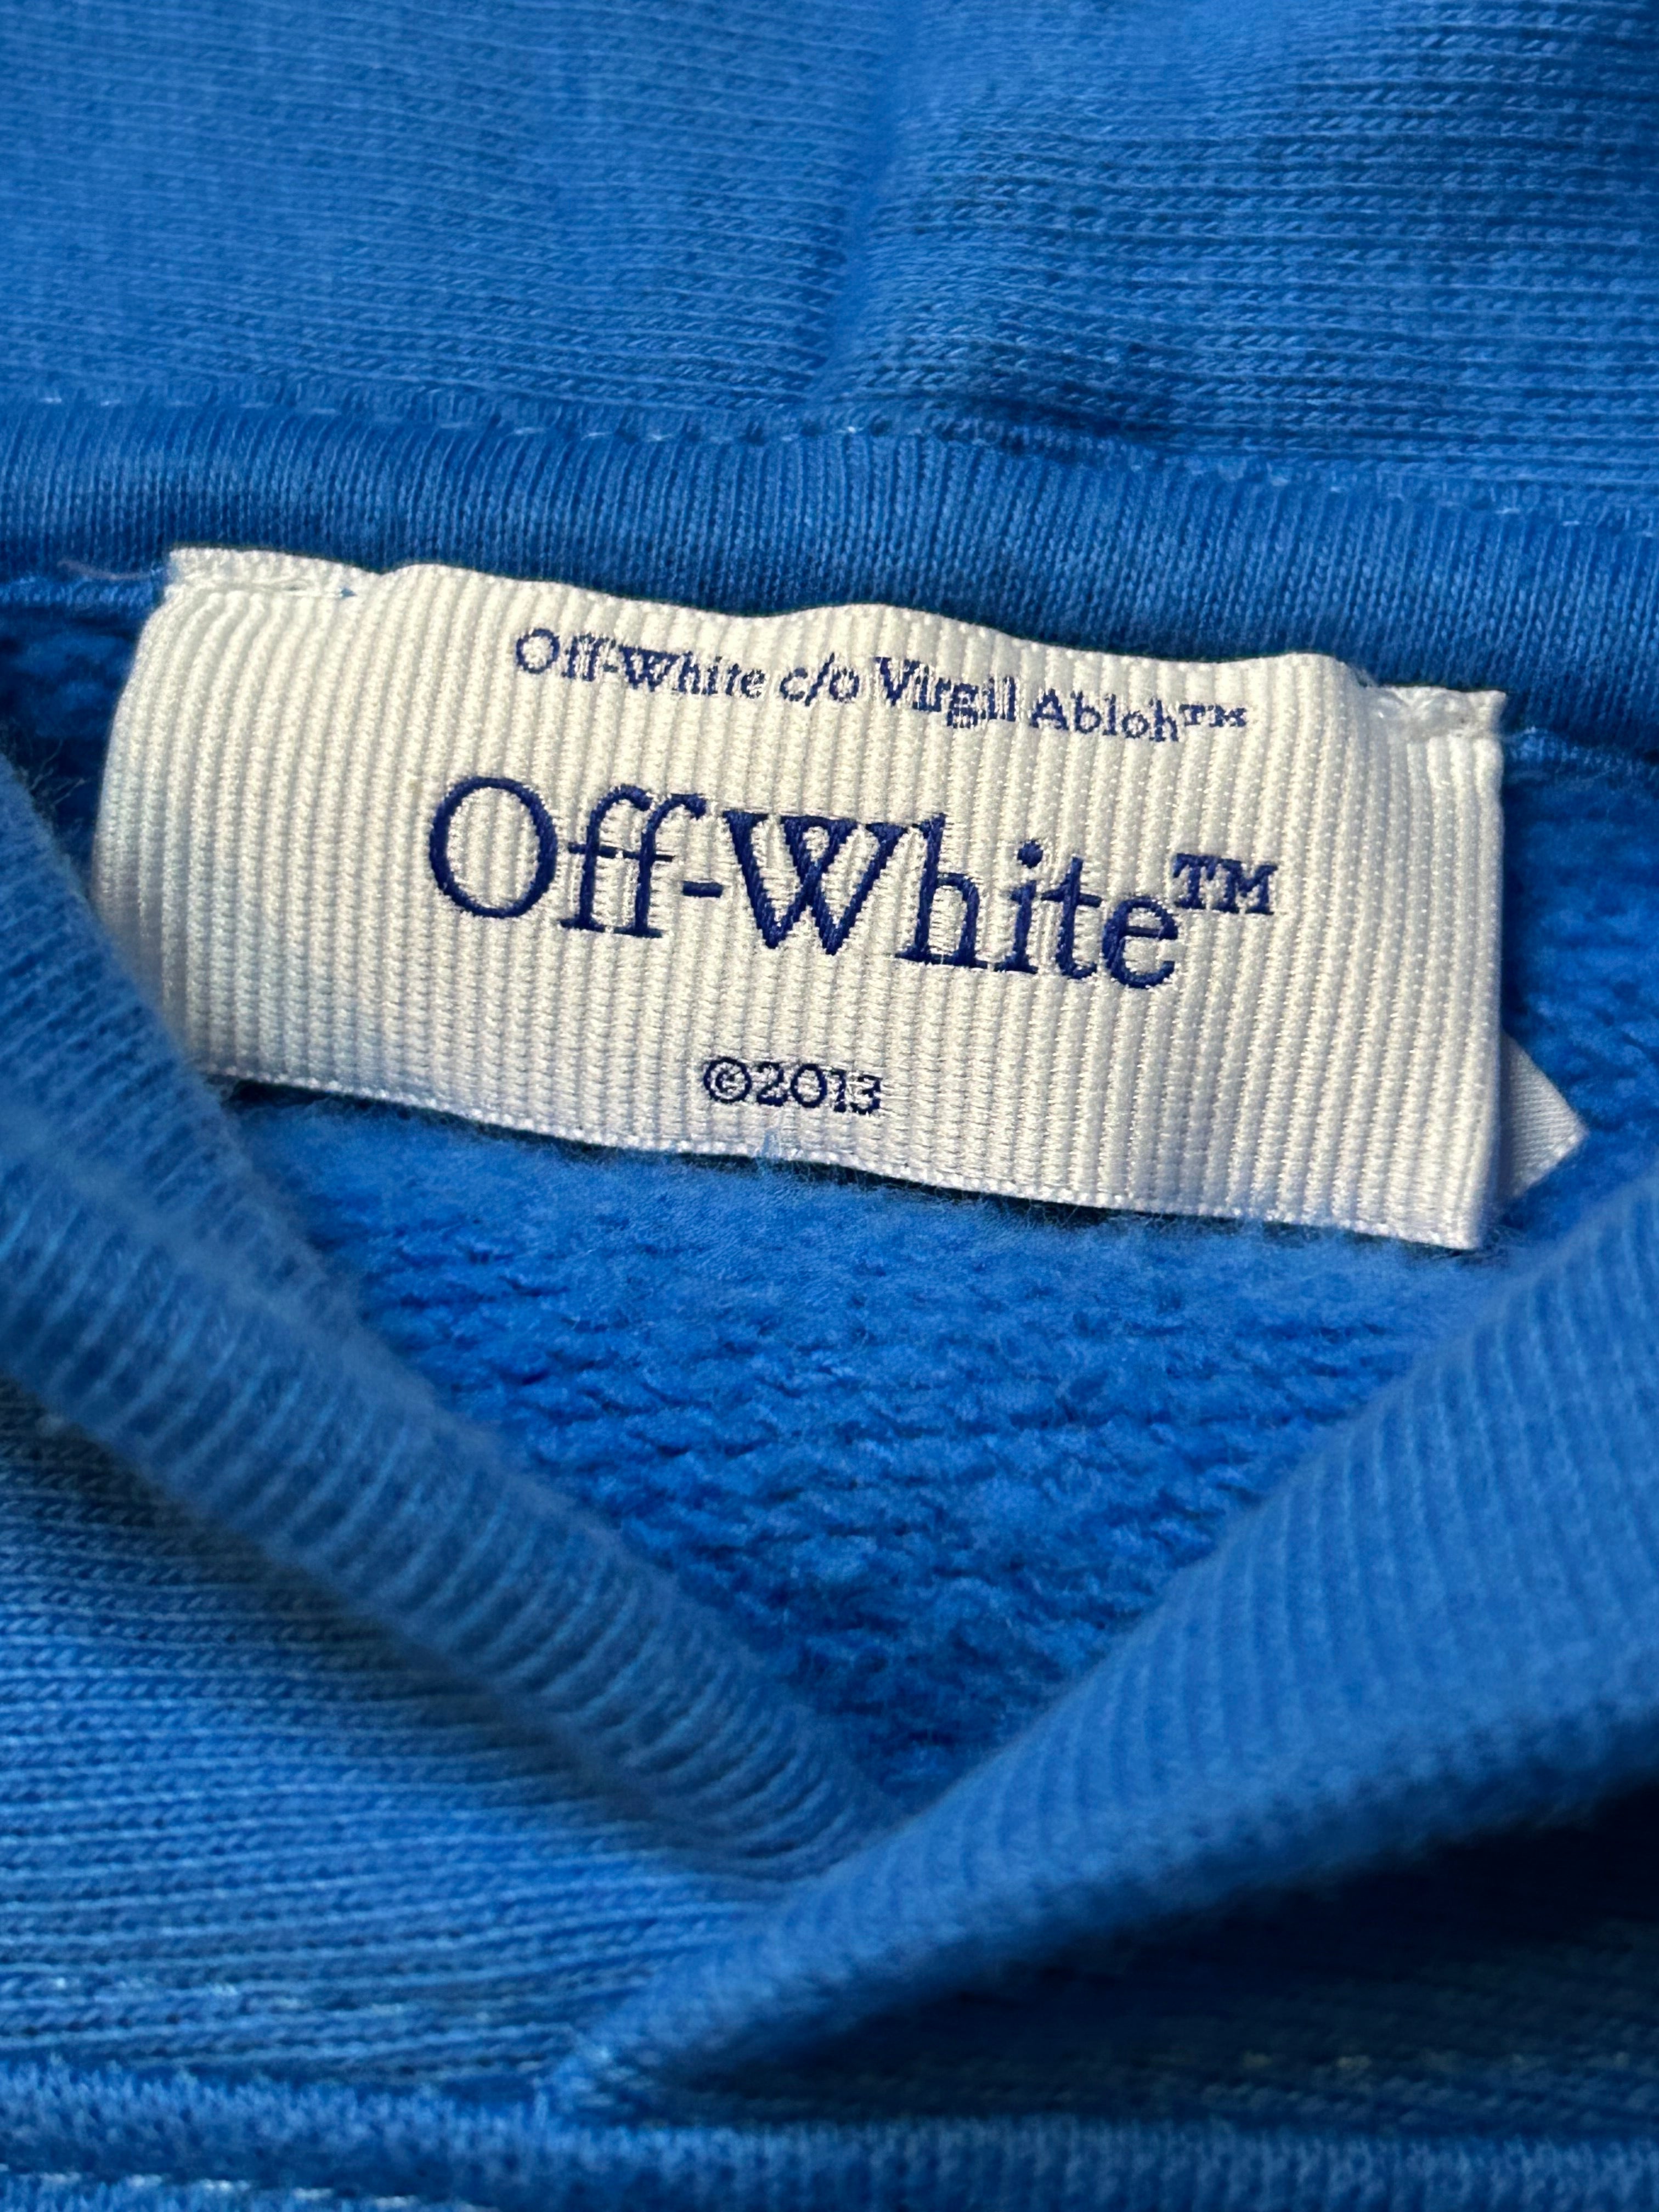 Off-White c/o Virgil Abloh™
Off-White™
©2013